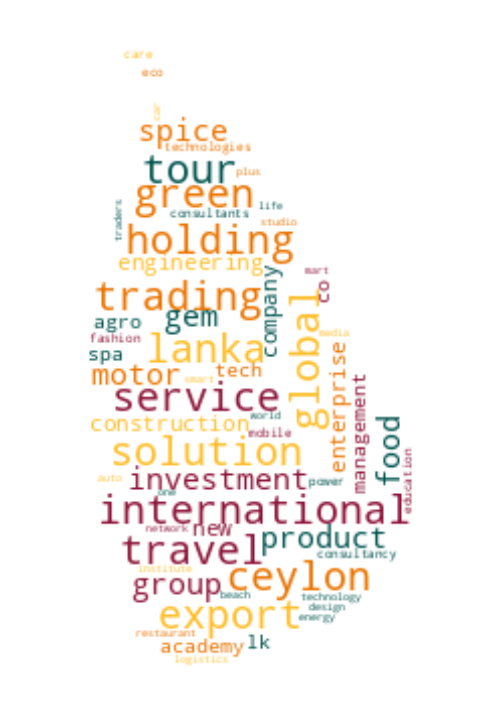 care
eco
car
spice
technologies
tour
plus
green
life
traders
consultants
studio
holding
engineering
company
mart
co
trading
global
agro
gem
fashion
lanka
media
spa
motor
smart
tech
enterprise
service
management
world
construction
mobile
food
solution
education
auto
investment
power
one
international
network
new
travel
product
consultancy
institute
group
ceylon
beach
technology
export
design
energy
restaurant
academy
lk
logistics